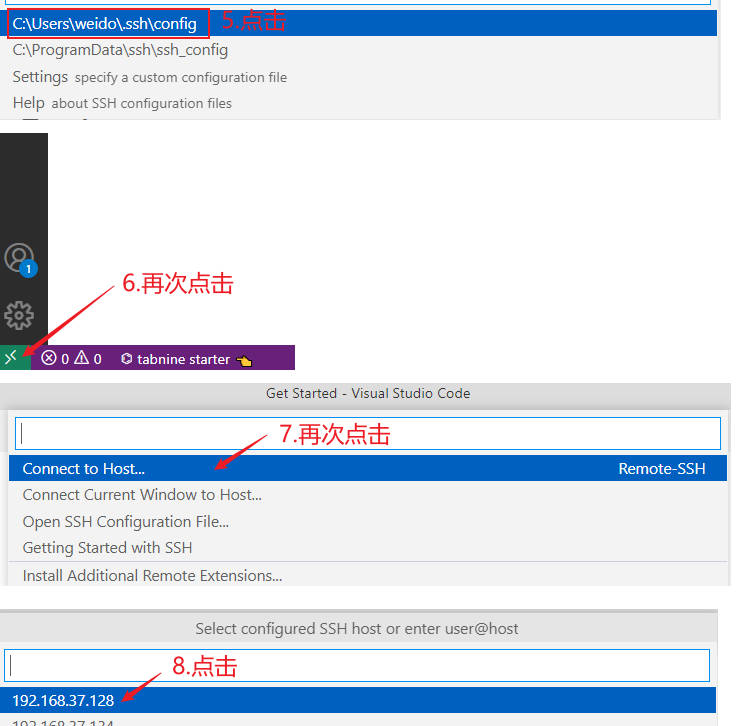 C:\Users\weido\.ssh\config 5.点击
C:\ProgramData\ssh\ssh_config
Settings specify a custom configuration file
Help about SSH configuration files
1
6.再次点击
0 0 tabnine starter
Get Started - Visual Studio Code
7.再次点击
Connect to Host... Remote-SSH
Connect Current Window to Host...
Open SSH Configuration File...
Getting Started with SSH
Install Additional Remote Extensions...
Select configured SSH host or enter user@host
8.点击
192.168.37.128